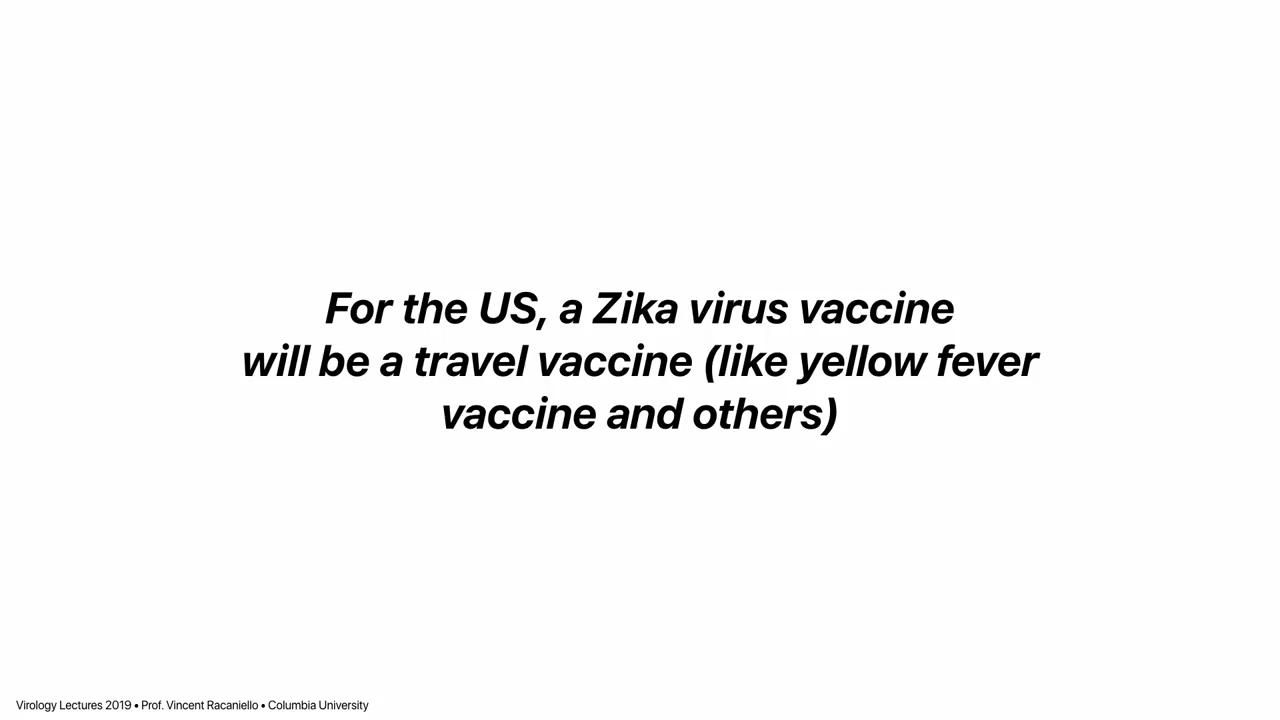 For the US, a Zika virus vaccine
will be a travel vaccine (like yellow fever
vaccine and others)
Virology Lectures 2019 • Prof. Vincent Racaniello • Columbia University